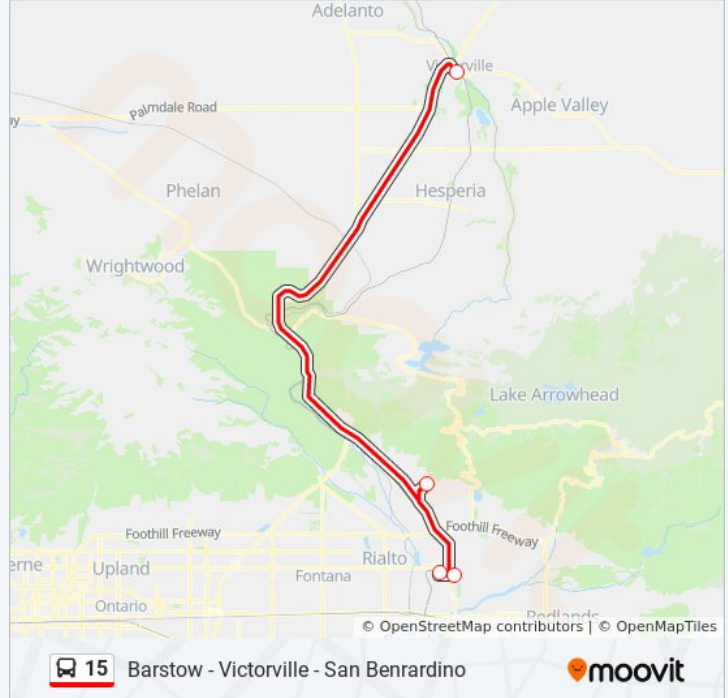 Adelanto
Victorville
Palmdale Road
Apple Valley
Phelan
Hesperia
Wrightwood
Lake Arrowhead
Foothill Freeway
Foothill Freeway
erne
Upland
Rialto
Fontana
Ontario
Redlands
© OpenStreetMap contributors | © OpenMapTiles
15 Barstow - Victorville - San Benrardino
moovit